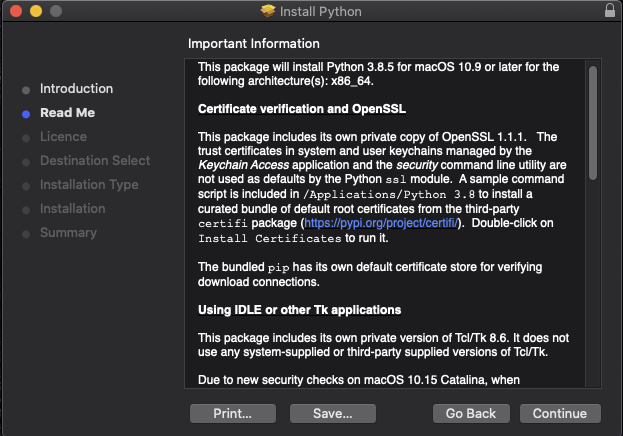 Install Python
Important Information
Introduction
Read Me
Licence
Destination Select
Installation Type
Installation
Summary
This package will install Python 3.8.5 for macOS 10.9 or later for the
following architecture(s): x86_64.
Certificate verification and OpenSSL
This package includes its own private copy of OpenSSL 1.1.1. The
trust certificates in system and user keychains managed by the
Keychain Access application and the security command line utility are
not used as defaults by the Python ssl module. A sample command
script is included in /Applications/Python 3.8 to install a
curated bundle of default root certificates from the third-party
certifi package (https://pypi.org/project/certifi/). Double-click on
Install Certificates to run it.
The bundled pip has its own default certificate store for verifying
download connections.
Using IDLE or other Tk applications
This package includes its own private version of Tcl/Tk 8.6. It does not
use any system-supplied or third-party supplied versions of Tcl/Tk.
Due to new security checks on macOS 10.15 Catalina, when
Print...
Save...
Go Back
Continue